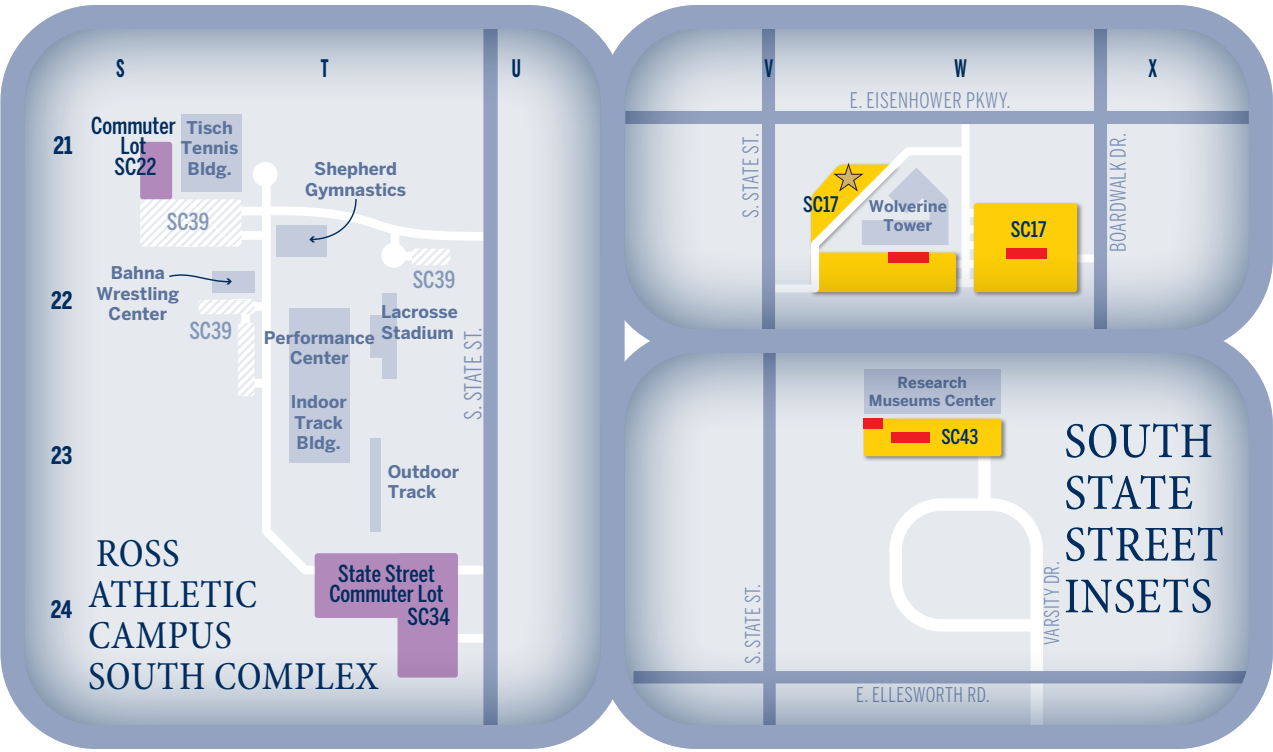 S
T
U
21
22
23
24
Commuter
Lot
SC22
Tisch
Tennis
Bldg.
SC39
Shepherd
Gymnastics
SC39
Bahna
Wrestling
Center
SC39
Lacrosse
Stadium
Performance
Center
Indoor
Track
Bldg.
Outdoor
Track
S. STATE ST.
State Street
Commuter Lot
SC34
ROSS
ATHLETIC
CAMPUS
SOUTH COMPLEX
V
W
X
E. EISENHOWER PKWY.
S. STATE ST.
BOARDWALK DR.
SC17
Wolverine
Tower
SC17
Research
Museums Center
SC43
SOUTH
STATE
STREET
INSETS
S. STATE ST.
VARSITY DR.
E. ELLESWORTH RD.